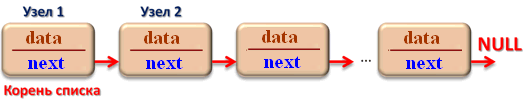 Узел 1 Узел 2
data data data data NULL
next next next ... next
Корень списка